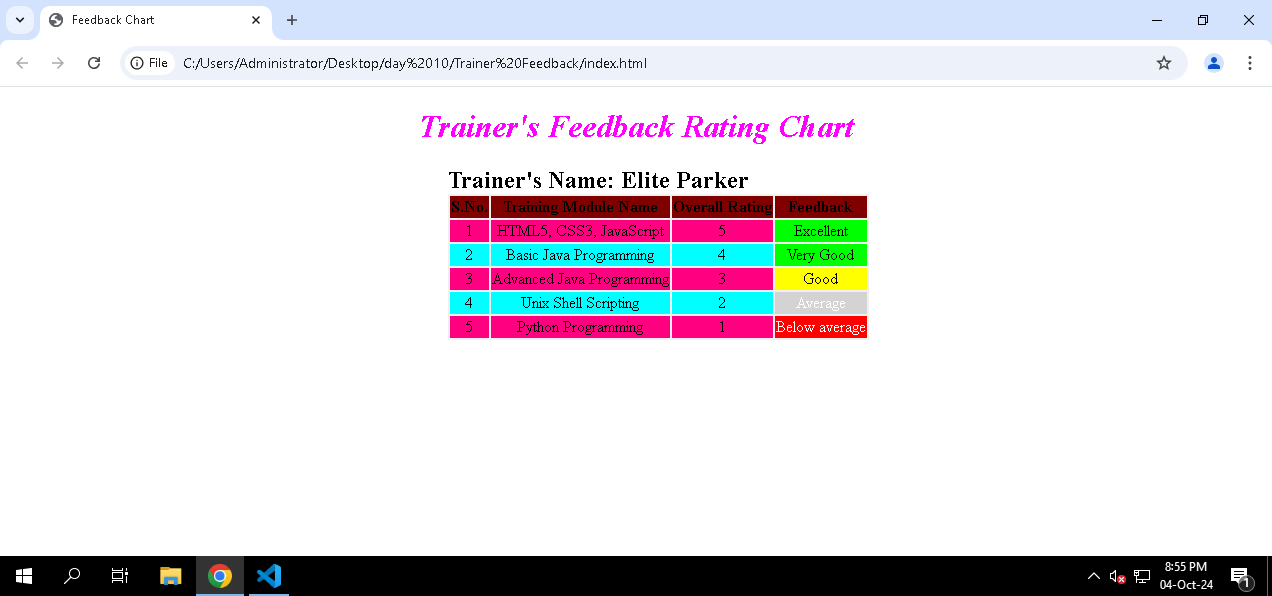 Feedback Chart
File C:/Users/Administrator/Desktop/day%2010/Trainer%20Feedback/index.html
Trainer's Feedback Rating Chart
Trainer's Name: Elite Parker
S.No. Training Module Name Overall Rating Feedback
1 HTML5, CSS3, JavaScript 5 Excellent
2 Basic Java Programming 4 Very Good
3 Advanced Java Programming 3 Good
4 Unix Shell Scripting 2 Average
5 Python Programming 1 Below average
8:55 PM
04-Oct-24
1